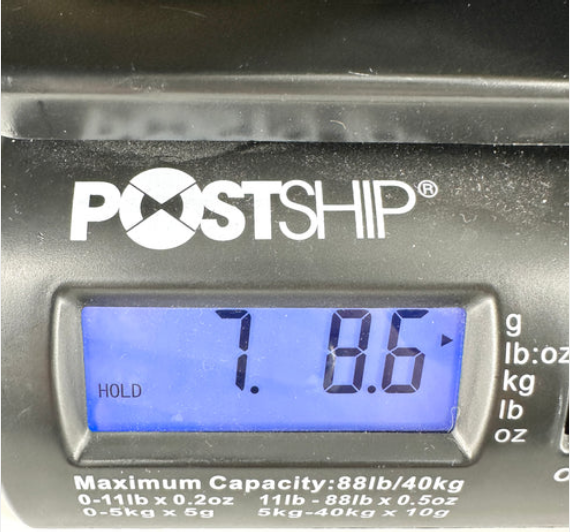 POSTSHIP®
7. 8.6
HOLD
g
lb:oz
kg
lb
oz
Maximum Capacity:88lb/40kg
0-11lb x 0.2oz 11lb - 88lb x 0.5oz
0-5kg x 5g 5kg-40kg x 10g